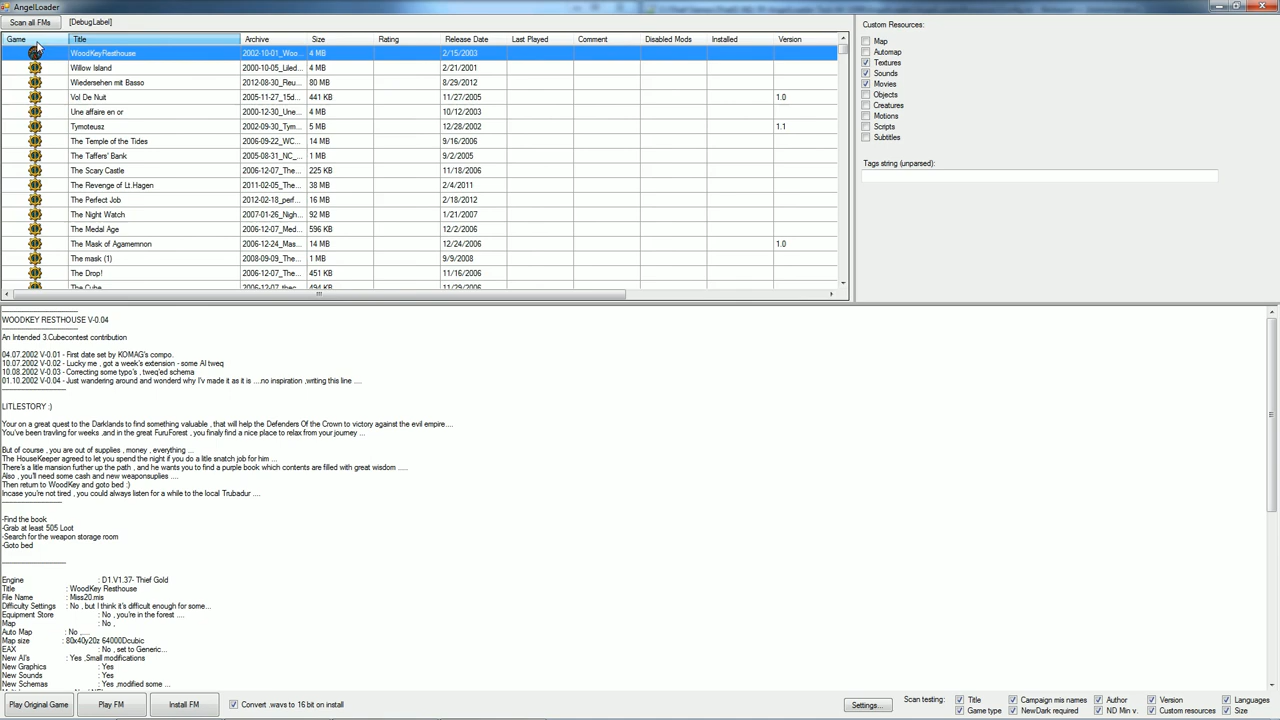 AngelLoader
Scan all FMs [DebugLabel]
Game Title Archive Size Rating Release Date Last Played Comment Disabled Mods Installed Version
WoodKeyResthouse 2002-10-01_Woo... 4 MB 2/15/2003
Willow Island 2000-10-05_Liled... 4 MB 2/21/2001
Wiedersehen mit Basso 2012-08-30_Reu... 80 MB 8/29/2012
Vol De Nuit 2005-11-27_15d... 441 KB 11/27/2005 1.0
Une affaire en or 2000-12-30_Une... 4 MB 10/12/2003
Tymoteusz 2002-09-30_Tym... 5 MB 12/28/2002 1.1
The Temple of the Tides 2006-09-22_WC... 14 MB 9/16/2006
The Taffers' Bank 2005-08-31_NC_... 1 MB 9/2/2005
The Scary Castle 2006-12-07_The... 225 KB 11/18/2006
The Revenge of Lt.Hagen 2011-02-05_The... 38 MB 2/4/2011
The Perfect Job 2012-02-18_perf... 16 MB 2/18/2012
The Night Watch 2007-01-26_Nigh... 92 MB 1/21/2007
The Medal Age 2006-12-07_Med... 596 KB 12/2/2006
The Mask of Agamemnon 2006-12-24_Mas... 14 MB 12/24/2006 1.0
The mask (1) 2008-09-09_The... 1 MB 9/9/2008
The Drop! 2006-12-07_The... 451 KB 11/16/2006
The Cube 2006-12-07_thec... 494 KB 11/29/2006
Custom Resources:
Map
Automap
Textures
Sounds
Movies
Objects
Creatures
Motions
Scripts
Subtitles
Tags string (unparsed):
WOODKEY RESTHOUSE V-0.04
An Intended 3.Cubecontest contribution
04.07.2002 V-0.01 - First date set by KOMAG's compo.
10.07.2002 V-0.02 - Lucky me , got a week's extension - some AI tweq
10.08.2002 V-0.03 - Correcting some typo's , tweq'ed schema
01.10.2002 V-0.04 - Just wandering around and wonderd why I'v made it as it is ....no inspiration ,writing this line ....
LITLESTORY :)
Your on a great quest to the Darklands to find something valuable , that will help the Defenders Of the Crown to victory against the evil empire....
You've been travling for weeks ,and in the great FuruForest , you finaly find a nice place to relax from your journey ...
But of course , you are out of supplies , money , everything ...
The HouseKeeper agreed to let you spend the night if you do a litle snatch job for him ...
There's a litle mansion further up the path , and he wants you to find a purple book which contents are filled with great wisdom .....
Also , you'll need some cash and new weaponsuplies ....
Then return to WoodKey and goto bed :)
Incase you're not tired , you could always listen for a while to the local Trubadur ....
-Find the book
-Grab at least 505 Loot
-Search for the weapon storage room
-Goto bed
Engine : D1.V1.37- Thief Gold
Title : WoodKey Resthouse
File Name : Miss20.mis
Difficulty Settings : No , but I think it's difficult enough for some...
Equipment Store : No , you're in the forest ....
Map : No ,
Auto Map : No ,....
Map size : 80x40y20z 64000Dcubic
EAX : No , set to Generic...
New AI's : Yes ,Small modifications
New Graphics : Yes
New Sounds : Yes
New Schemas : Yes ,modified some ...
Play Original Game Play FM Install FM Convert .wavs to 16 bit on install Settings... Scan testing: Title Campaign mis names Author Version Languages
Game type NewDark required ND Min v. Custom resources Size